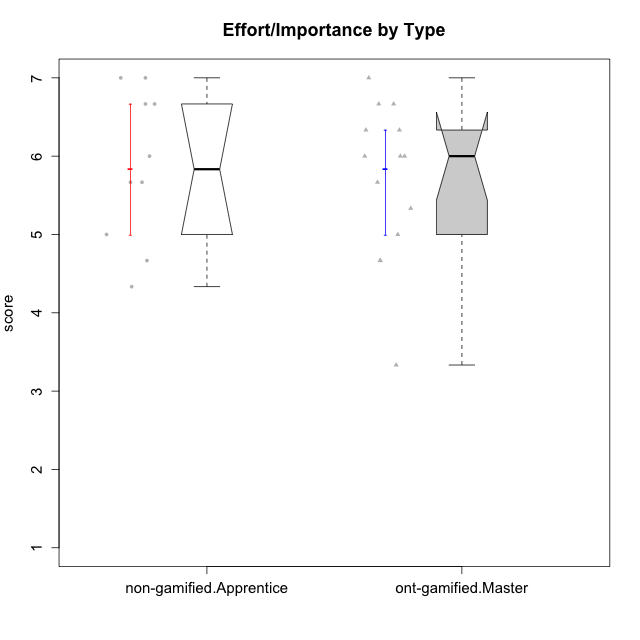 Effort/Importance by Type
score
7
6
5
4
3
2
1
non-gamified.Apprentice
ont-gamified.Master